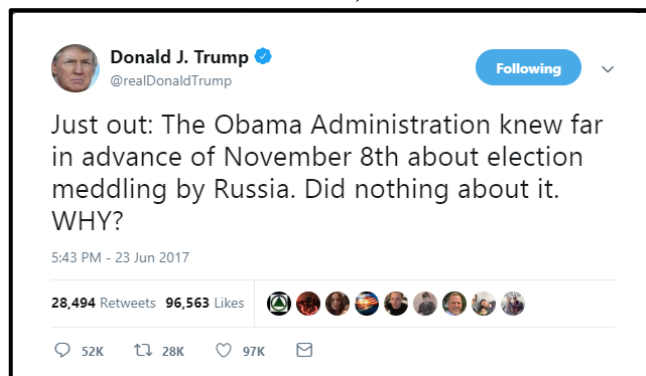 Donald J. Trump
@realDonaldTrump
Following
Just out: The Obama Administration knew far
in advance of November 8th about election
meddling by Russia. Did nothing about it.
WHY?
5:43 PM - 23 Jun 2017
28,494 Retweets 96,563 Likes
52K 28K 97K